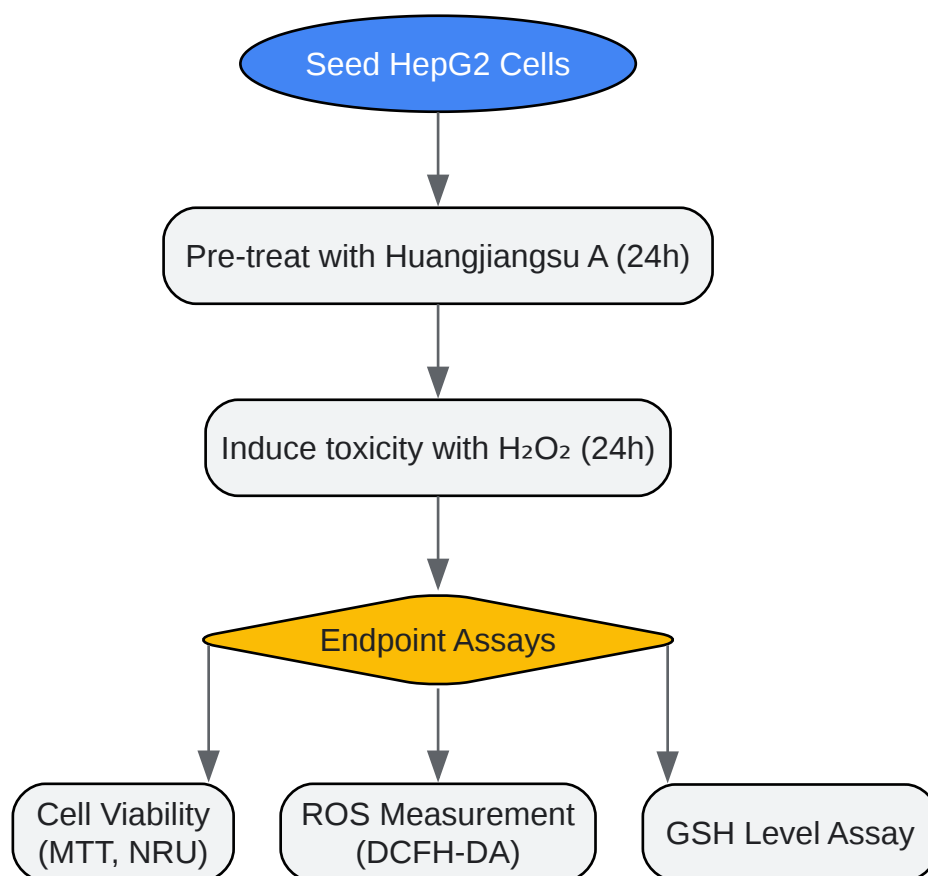 Seed HepG2 Cells
Pre-treat with Huangjiangsu A (24h)
Induce toxicity with H₂O₂ (24h)
Endpoint Assays
Cell Viability
(MTT, NRU)
ROS Measurement
(DCFH-DA)
GSH Level Assay